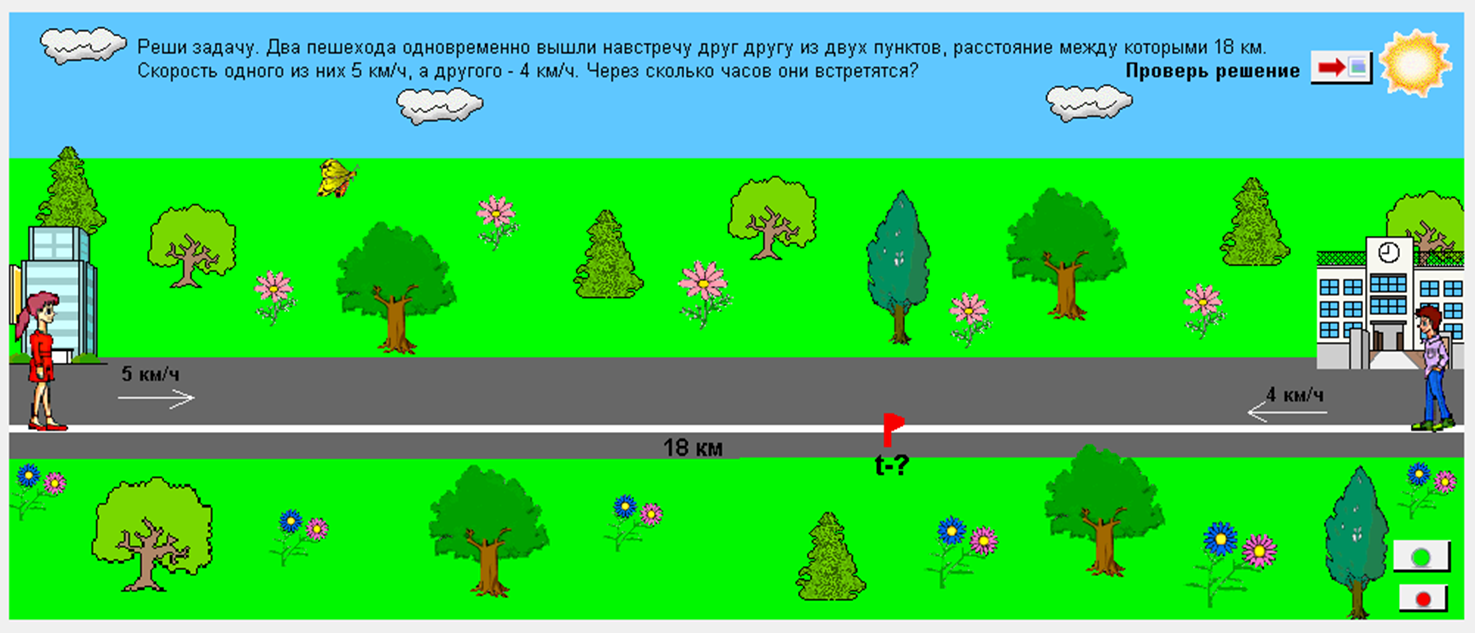 Реши задачу. Два пешехода одновременно вышли навстречу друг другу из двух пунктов, расстояние между которыми 18 км.
Скорость одного из них 5 км/ч, а другого - 4 км/ч. Через сколько часов они встретятся?
Проверь решение
5 км/ч
4 км/ч
18 км
t-?